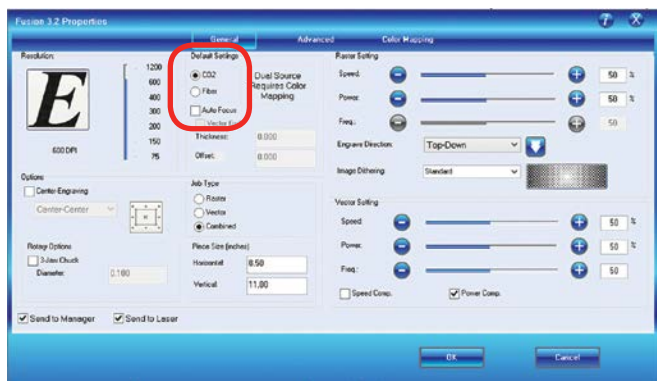 Fusion 3.2 Properties
General Advanced Color Mapping
Resolution:
E
1200
600
400
300
200
150
75
600 DPI
Default Settings
CO2
Fiber
Dual Source
Requires Color
Mapping
Auto Focus
Thickness: 0.000
Offset: 0.000
Options
Center-Engraving
Center-Center
Rotary Options
3-Jaw Chuck
Diameter: 0.100
Job Type
Raster
Vector
Combined
Piece Size (inches)
Horizontal 8.50
Vertical 11.00
Raster Setting
Speed: 50 %
Power: 50 %
Freq.: 50
Engrave Direction: Top-Down
Image Dithering: Standard
Vector Setting
Speed: 50 %
Power: 50 %
Freq.: 50
Speed Comp. Power Comp.
Send to Manager Send to Laser
OK Cancel